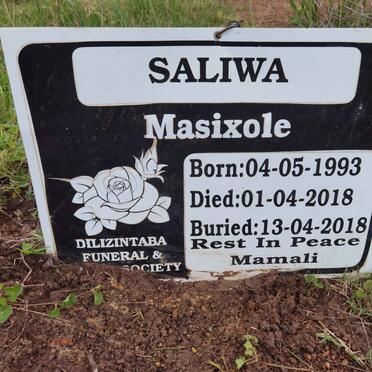 SALIWA
Masixole
Born:04-05-1993
Died:01-04-2018
Buried:13-04-2018
Rest In Peace
Mamali
DILIZINTABA
FUNERAL &
SOCIETY